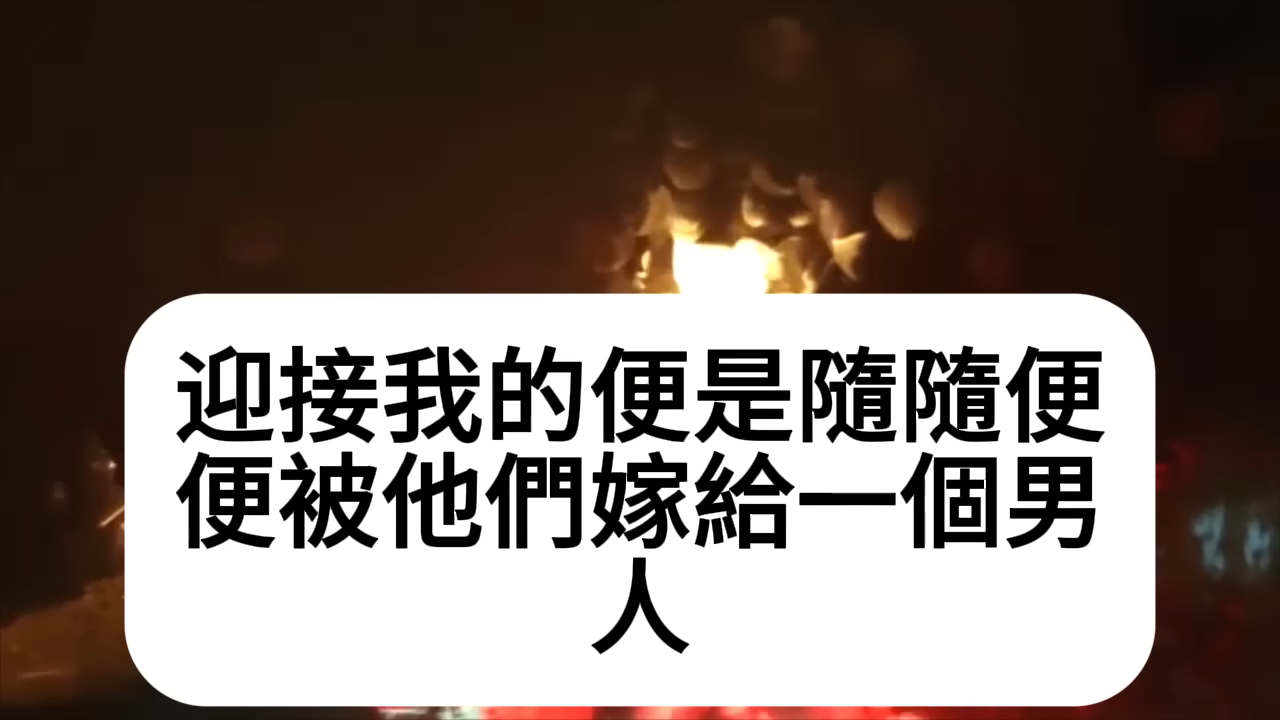 迎接我的便是隨隨便
便被他們嫁給一個男
人